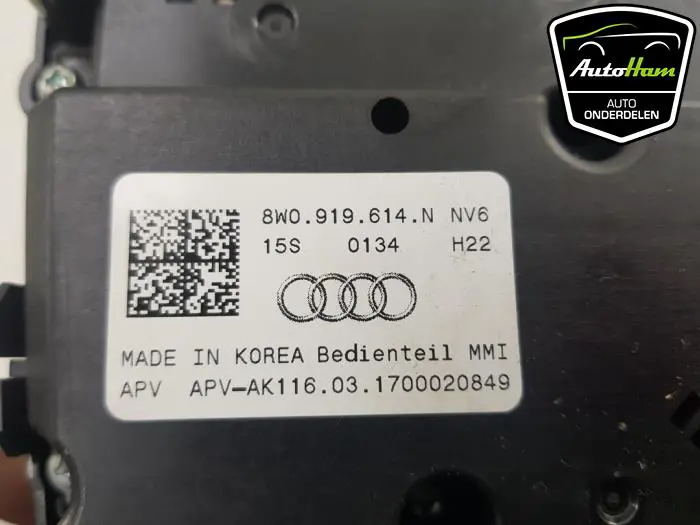 AutoHam
AUTO
ONDERDELEN
8W0.919.614.N NV6
15S 0134 H22
MADE IN KOREA Bedienteil MMI
APV APV-AK116.03.1700020849